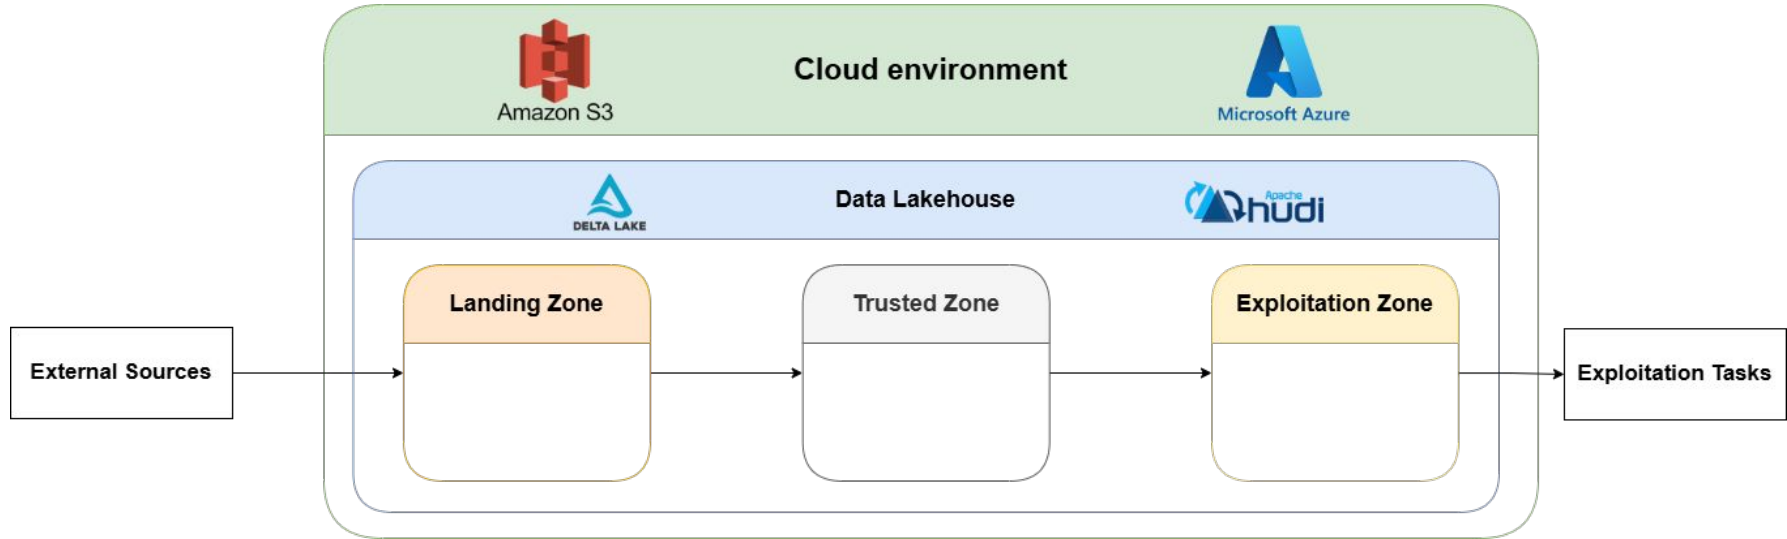 Cloud environment
Amazon S3
Microsoft Azure
Data Lakehouse
DELTA LAKE
Apache
hudi
Landing Zone
Trusted Zone
Exploitation Zone
External Sources
Exploitation Tasks